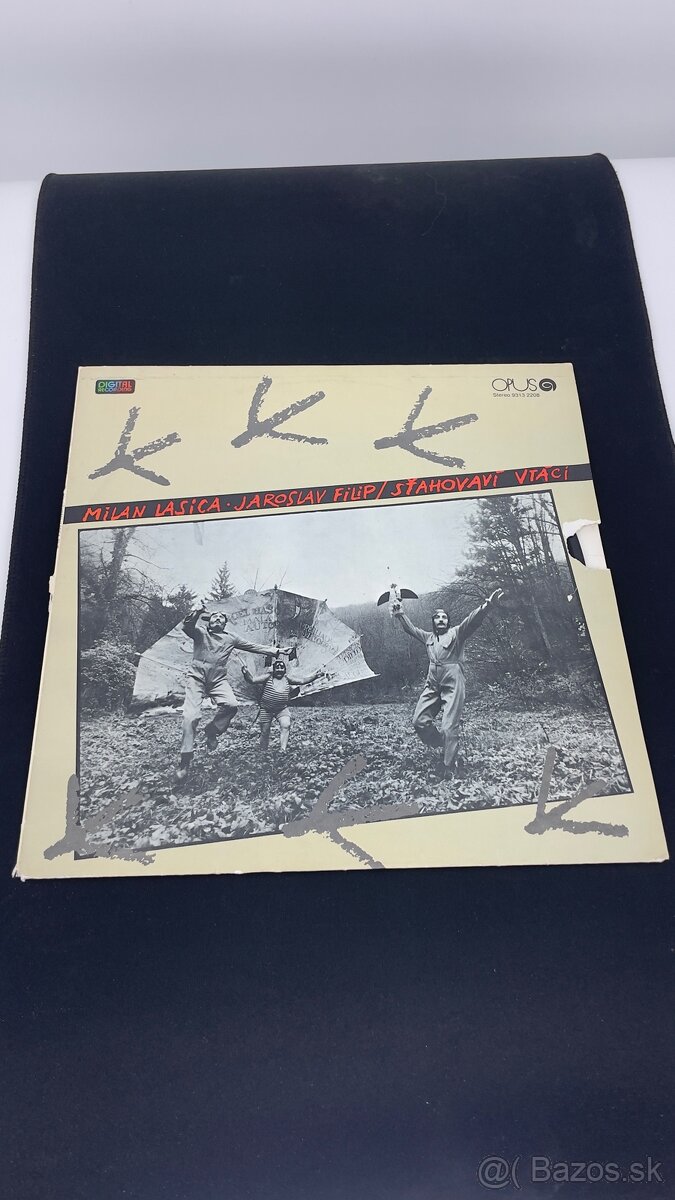 DIGITAL
RECORDING
OPUS
Stereo 9313 2208
MILAN LASICA · JAROSLAV FILIP / SŤAHOVAVÍ VTÁCI
@( Bazos.sk